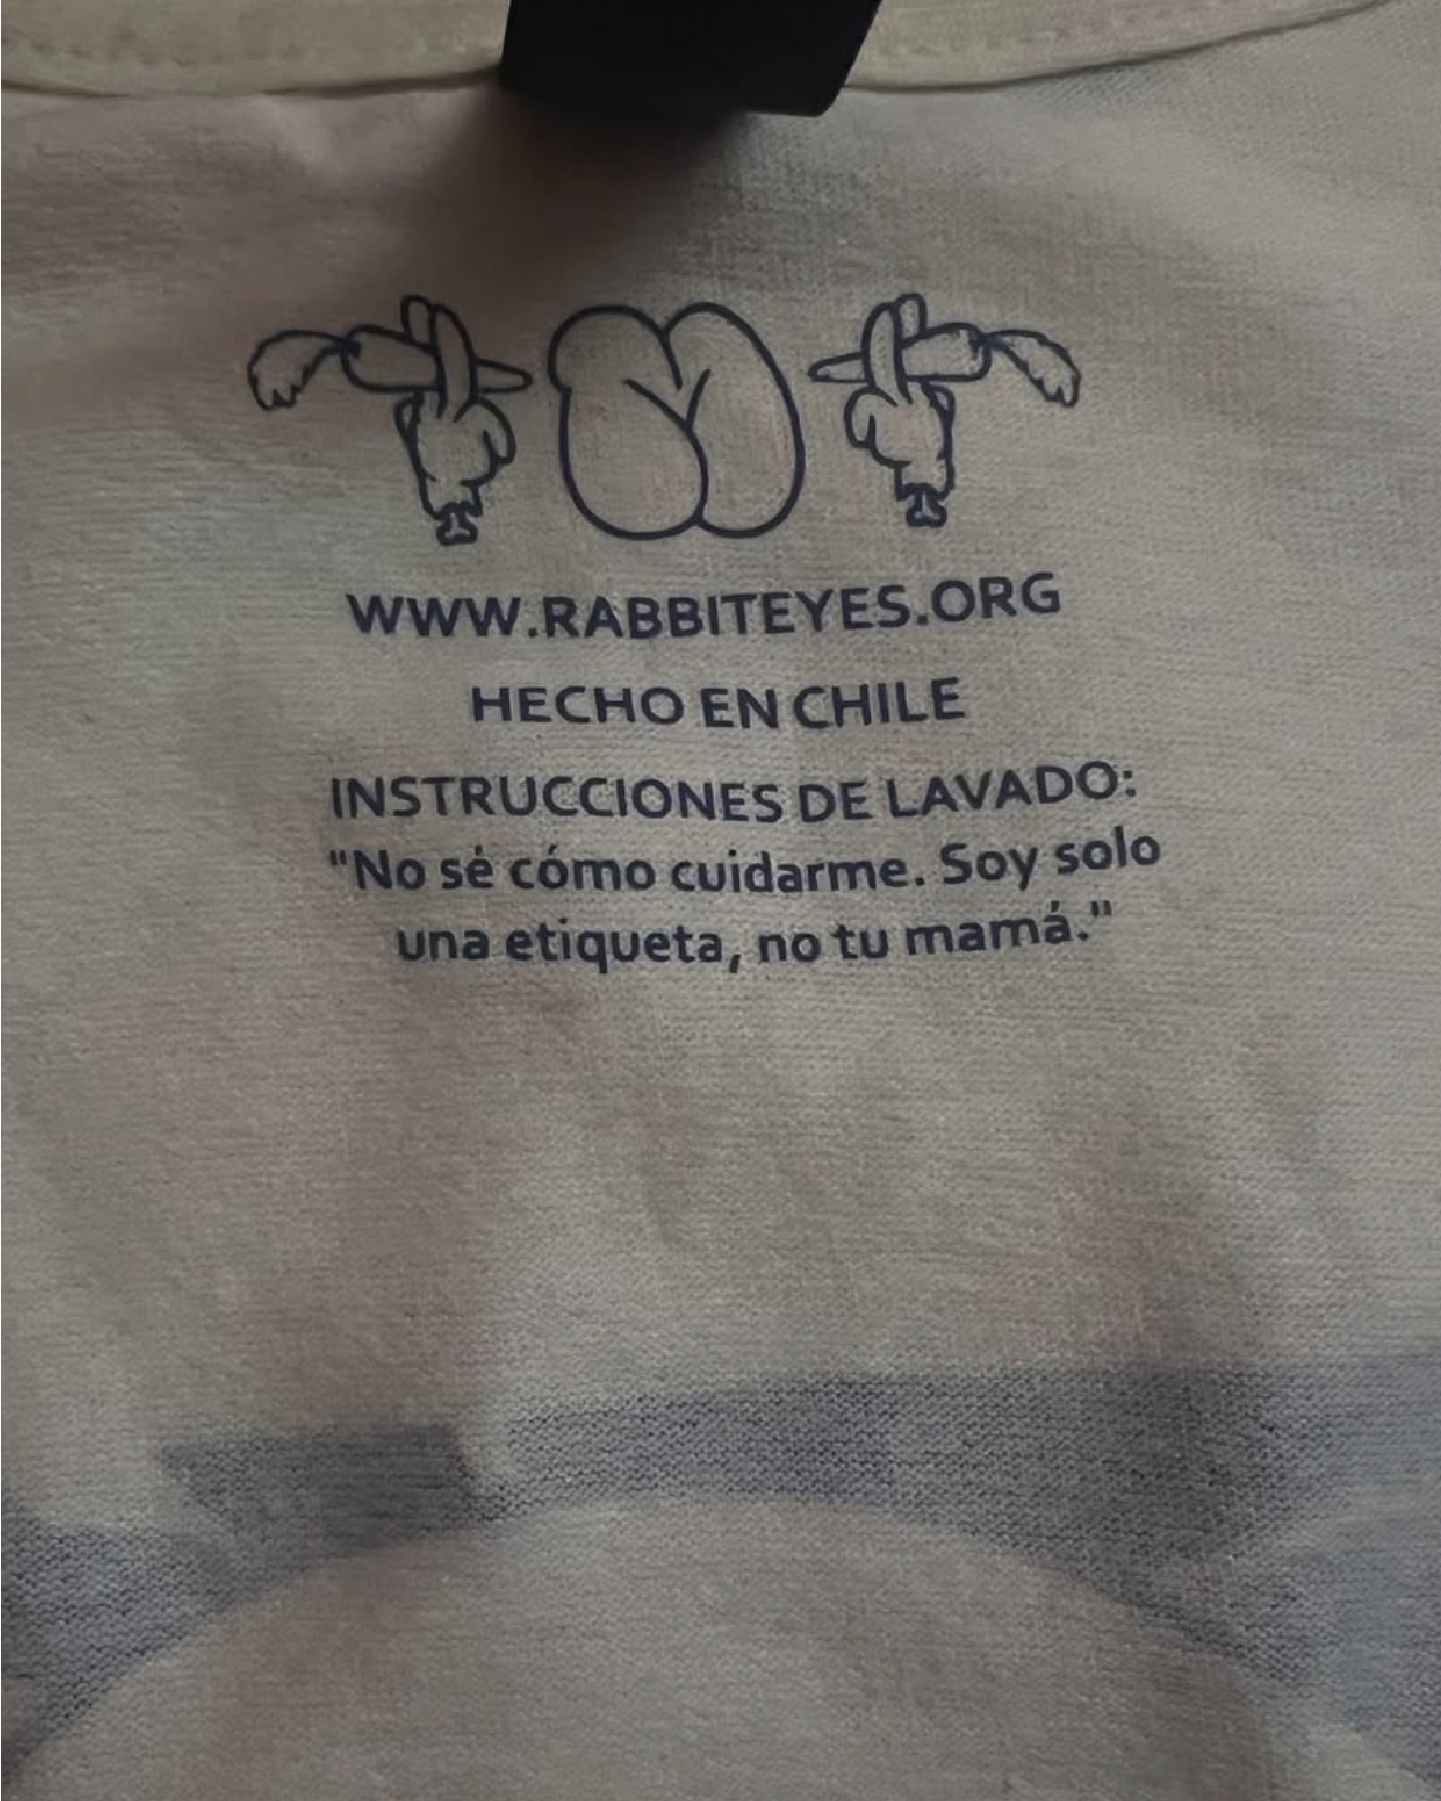 WWW.RABBITEYES.ORG
HECHO EN CHILE
INSTRUCCIONES DE LAVADO:
"No sé cómo cuidarme. Soy solo
una etiqueta, no tu mamá."